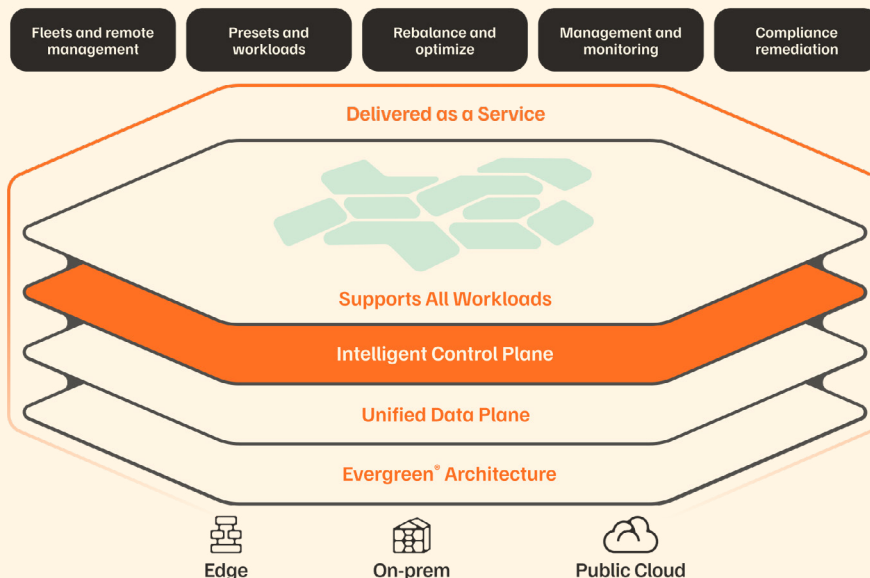 Fleets and remote
management
Presets and
workloads
Rebalance and
optimize
Management and
monitoring
Compliance
remediation
Delivered as a Service
Supports All Workloads
Intelligent Control Plane
Unified Data Plane
Evergreen® Architecture
Edge
On-prem
Public Cloud